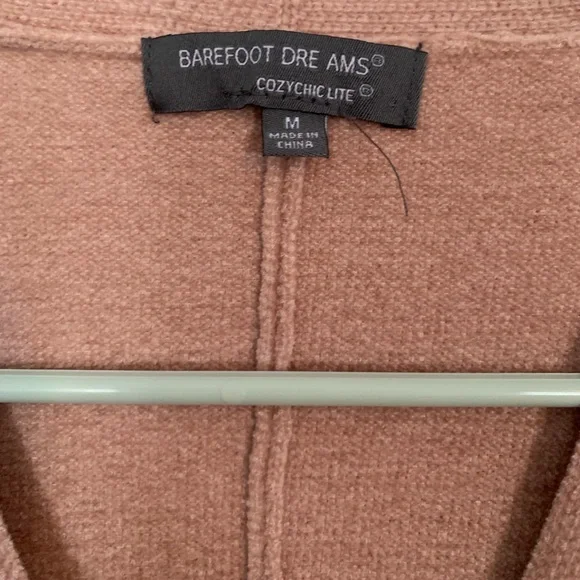 BAREFOOT DRE AMS®
COZYCHIC LITE ®
M
MADE IN
CHINA